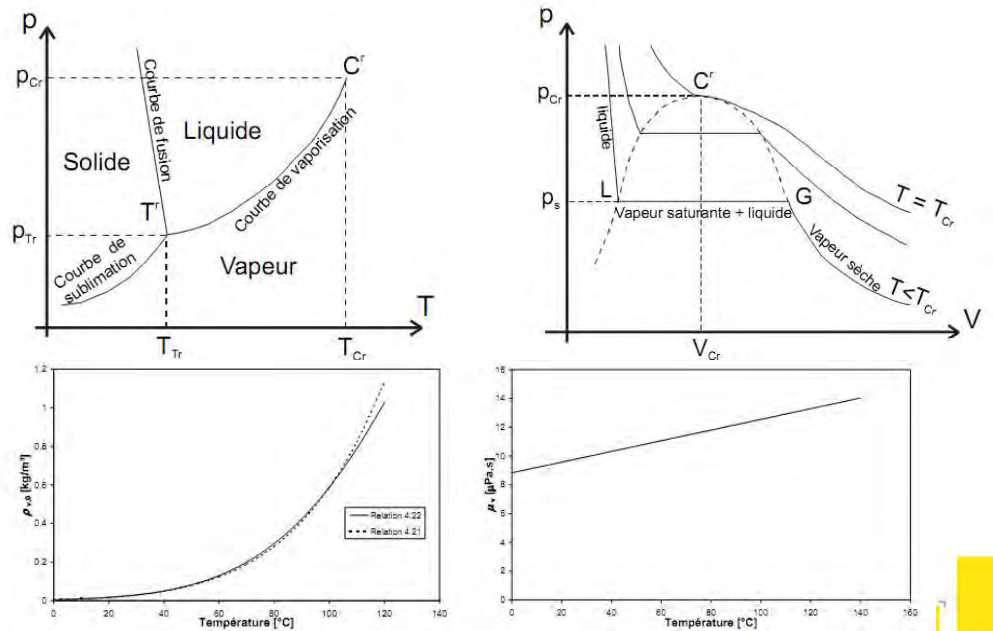 p
p_Cr
p_Tr
Solide
Liquide
Vapeur
Courbe de fusion
Courbe de vaporisation
Courbe de
sublimation
T^r
C^r
T
T_Tr
T_Cr
p
p_Cr
p_s
liquide
C^r
L
G
Vapeur saturante + liquide
Vapeur sèche
T = T_Cr
T<T_Cr
V
V_Cr
ρ_v,0 [kg/m³]
1.2
1
0.8
0.6
0.4
0.2
0
0 20 40 60 80 100 120 140
Température [°C]
Relation 4.22
Relation 4.21
μ_v [µPa.s]
16
14
12
10
8
6
4
2
0
0 20 40 60 80 100 120 140 160
Température [°C]